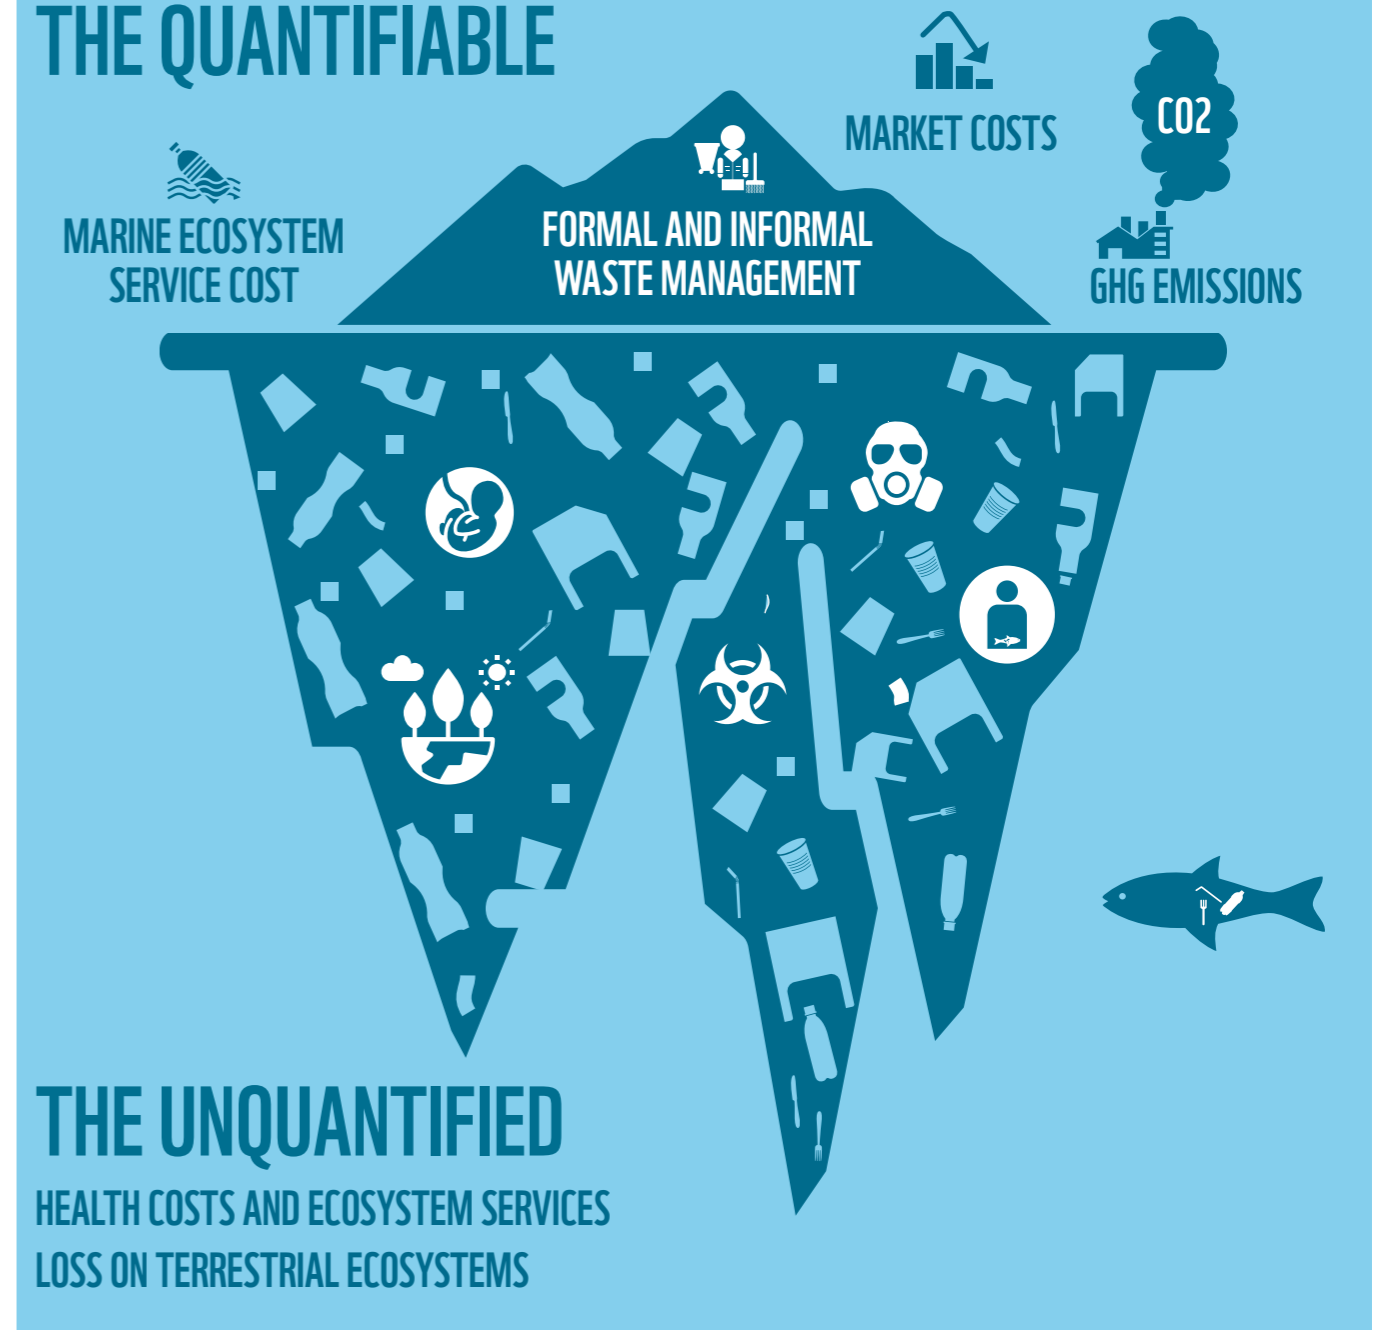 THE QUANTIFIABLE
MARKET COSTS
CO2
MARINE ECOSYSTEM
SERVICE COST
FORMAL AND INFORMAL
WASTE MANAGEMENT
GHG EMISSIONS
THE UNQUANTIFIED
HEALTH COSTS AND ECOSYSTEM SERVICES
LOSS ON TERRESTRIAL ECOSYSTEMS